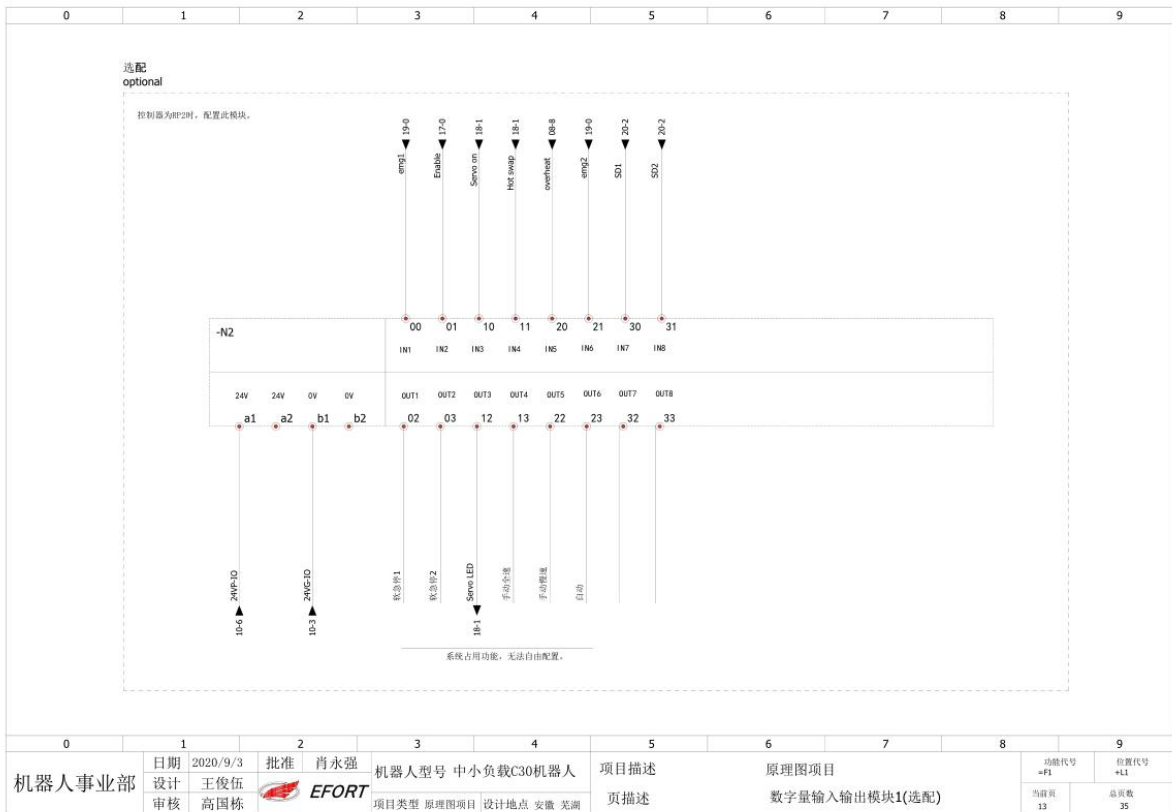 0 1 2 3 4 5 6 7 8 9
选配
optional
控制器为RP2时，配置此模块。
19-0 17-0 18-1 18-1 08-8 19-0 20-2 20-2
emg1 Enable Servo on Hot swap overheat emg2 SD1 SD2
-N2
00 01 10 11 20 21 30 31
IN1 IN2 IN3 IN4 IN5 IN6 IN7 IN8
24V 24V 0V 0V OUT1 OUT2 OUT3 OUT4 OUT5 OUT6 OUT7 OUT8
a1 a2 b1 b2 02 03 12 13 22 23 32 33
24VP-IO 24VG-IO 软急停1 软急停2 Servo LED 手动全速 手动慢速 自动
10-6 10-3 18-1
系统占用功能，无法自由配置。
0 1 2 3 4 5 6 7 8 9
机器人事业部
日期 2020/9/3 批准 肖永强
设计 王俊伍
审核 高国栋
EFORT
机器人型号 中小负载C30机器人
项目类型 原理图项目 设计地点 安徽 芜湖
项目描述 原理图项目
页描述 数字量输入输出模块1(选配)
功能代号 位置代号
=F1 +L1
当前页 总页数
13 35